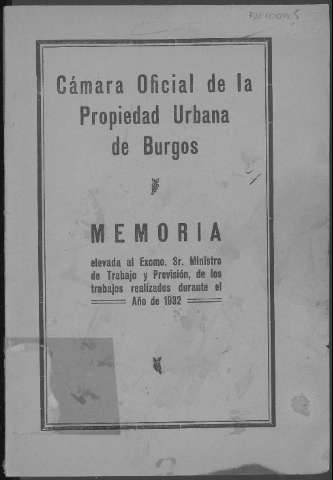 Cámara Oficial de la
Propiedad Urbana
de Burgos
MEMORIA
elevada al Excmo. Sr. Ministro
de Trabajo y Previsión, de los
trabajos realizados durante el
Año de 1932